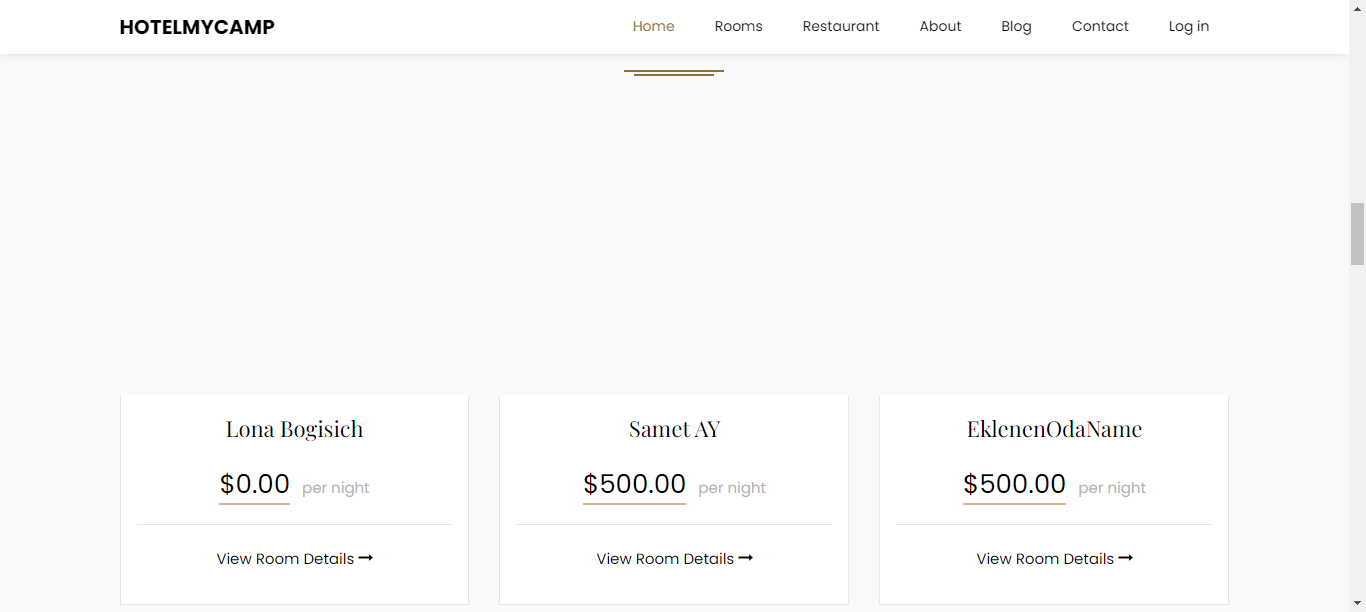 HOTELMYCAMP Home Rooms Restaurant About Blog Contact Log in
Lona Bogisich Samet AY EklenenOdaName
$0.00 per night $500.00 per night $500.00 per night
View Room Details View Room Details View Room Details